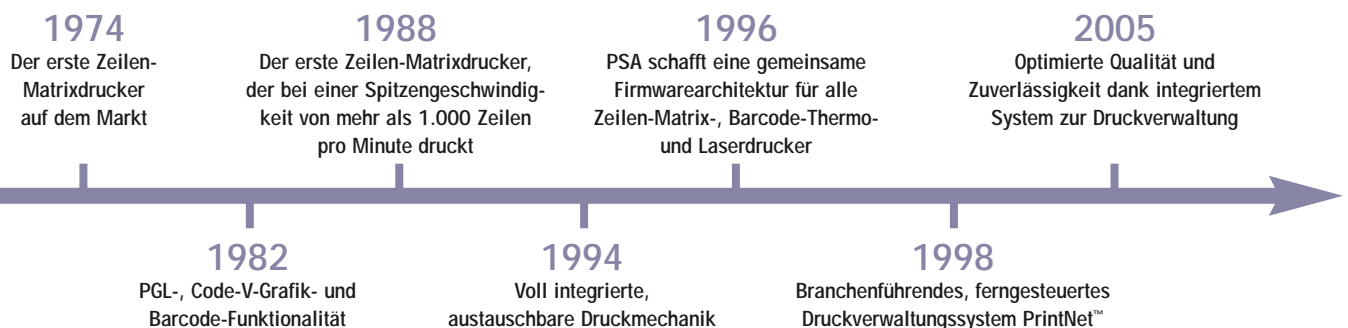 1974
Der erste Zeilen-
Matrixdrucker
auf dem Markt
1988
Der erste Zeilen-Matrixdrucker,
der bei einer Spitzengeschwindig-
keit von mehr als 1.000 Zeilen
pro Minute druckt
1996
PSA schafft eine gemeinsame
Firmwarearchitektur für alle
Zeilen-Matrix-, Barcode-Thermo-
und Laserdrucker
2005
Optimierte Qualität und
Zuverlässigkeit dank integriertem
System zur Druckverwaltung
1982
PGL-, Code-V-Grafik- und
Barcode-Funktionalität
1994
Voll integrierte,
austauschbare Druckmechanik
1998
Branchenführendes, ferngesteuertes
Druckverwaltungssystem PrintNet™